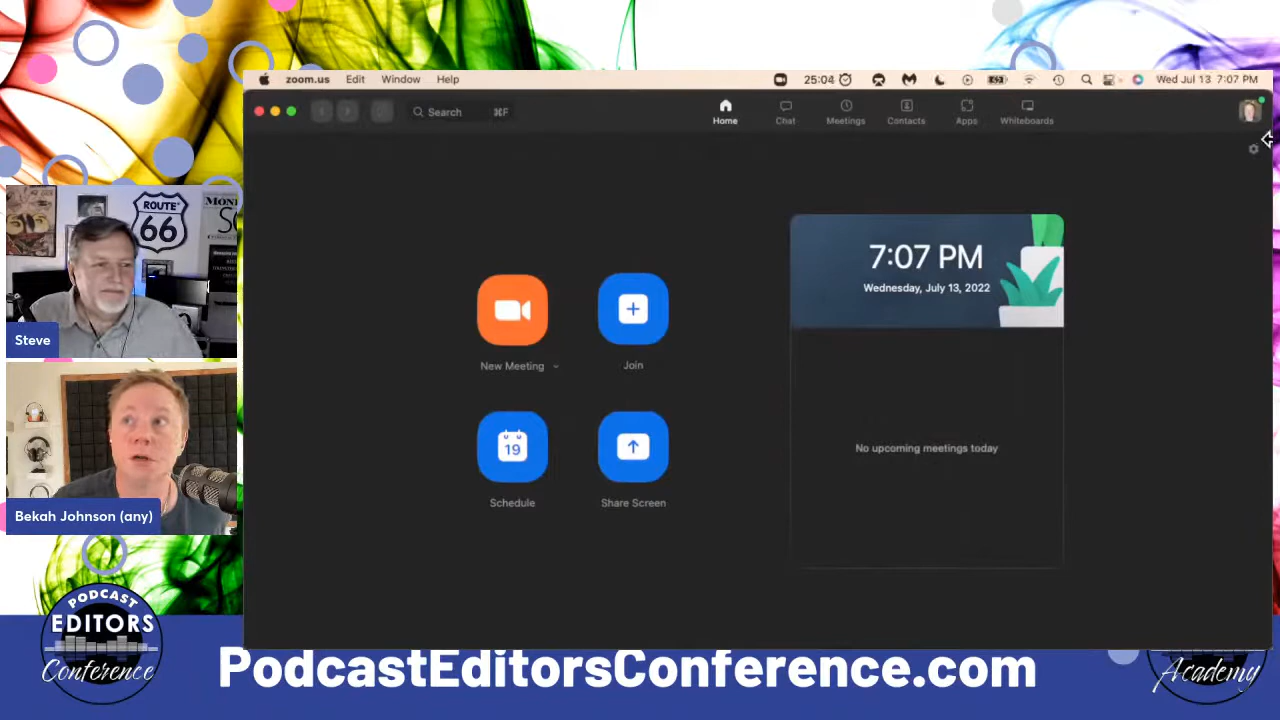 zoom.us Edit Window Help 25:04 Wed Jul 13 7:07 PM
Search ⌘F
Home Chat Meetings Contacts Apps Whiteboards
ROUTE
66
7:07 PM
Wednesday, July 13, 2022
New Meeting
Join
19
Schedule
Share Screen
No upcoming meetings today
Steve
Bekah Johnson (any)
PODCAST
EDITORS
Conference
PodcastEditorsConference.com
Academy